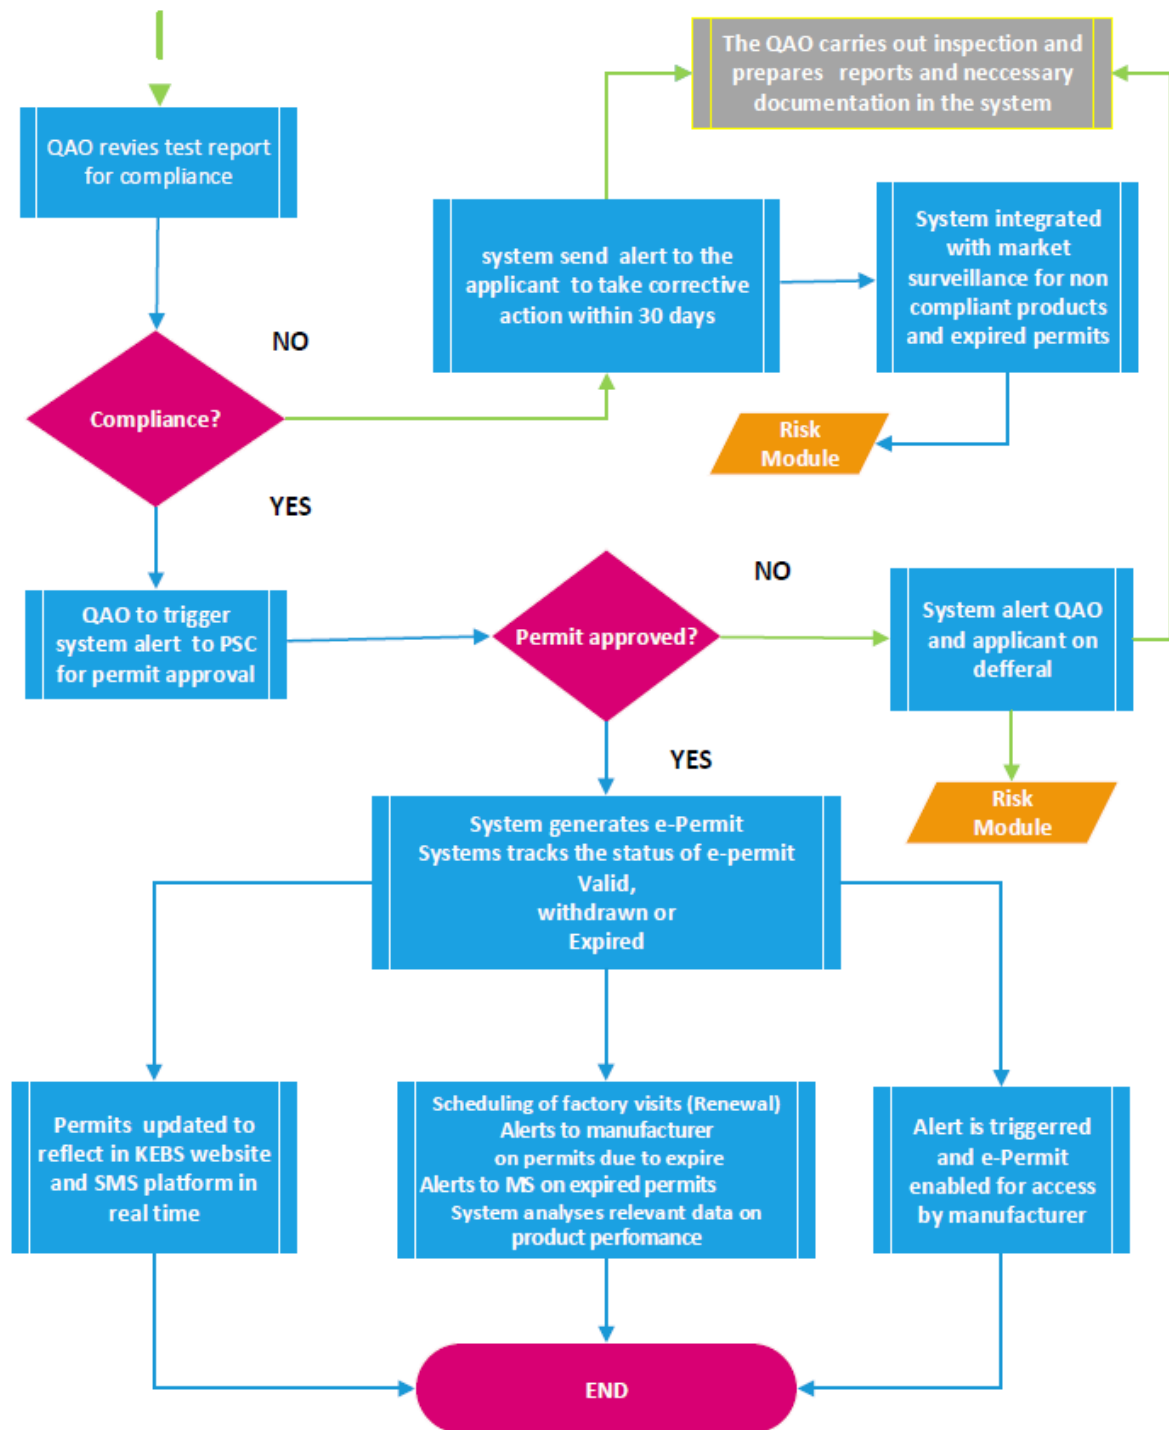 The QAO carries out inspection and
prepares reports and neccessary
documentation in the system
QAO revies test report
for compliance
system send alert to the
applicant to take corrective
action within 30 days
System integrated
with market
surveillance for non
compliant products
and expired permits
NO
Compliance?
Risk
Module
YES
QAO to trigger
system alert to PSC
for permit approval
Permit approved?
NO
System alert QAO
and applicant on
defferal
YES
Risk
Module
System generates e-Permit
Systems tracks the status of e-permit
Valid,
withdrawn or
Expired
Permits updated to
reflect in KEBS website
and SMS platform in
real time
Scheduling of factory visits (Renewal)
Alerts to manufacturer
on permits due to expire
Alerts to MS on expired permits
System analyses relevant data on
product perfomance
Alert is triggerred
and e-Permit
enabled for access
by manufacturer
END